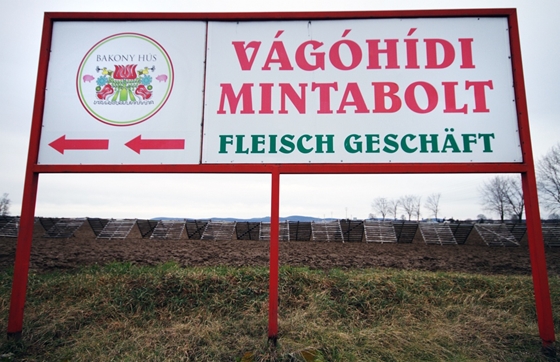 BAKONY HÚS
VÁGÓHÍDI
MINTABOLT
FLEISCH GESCHÄFT